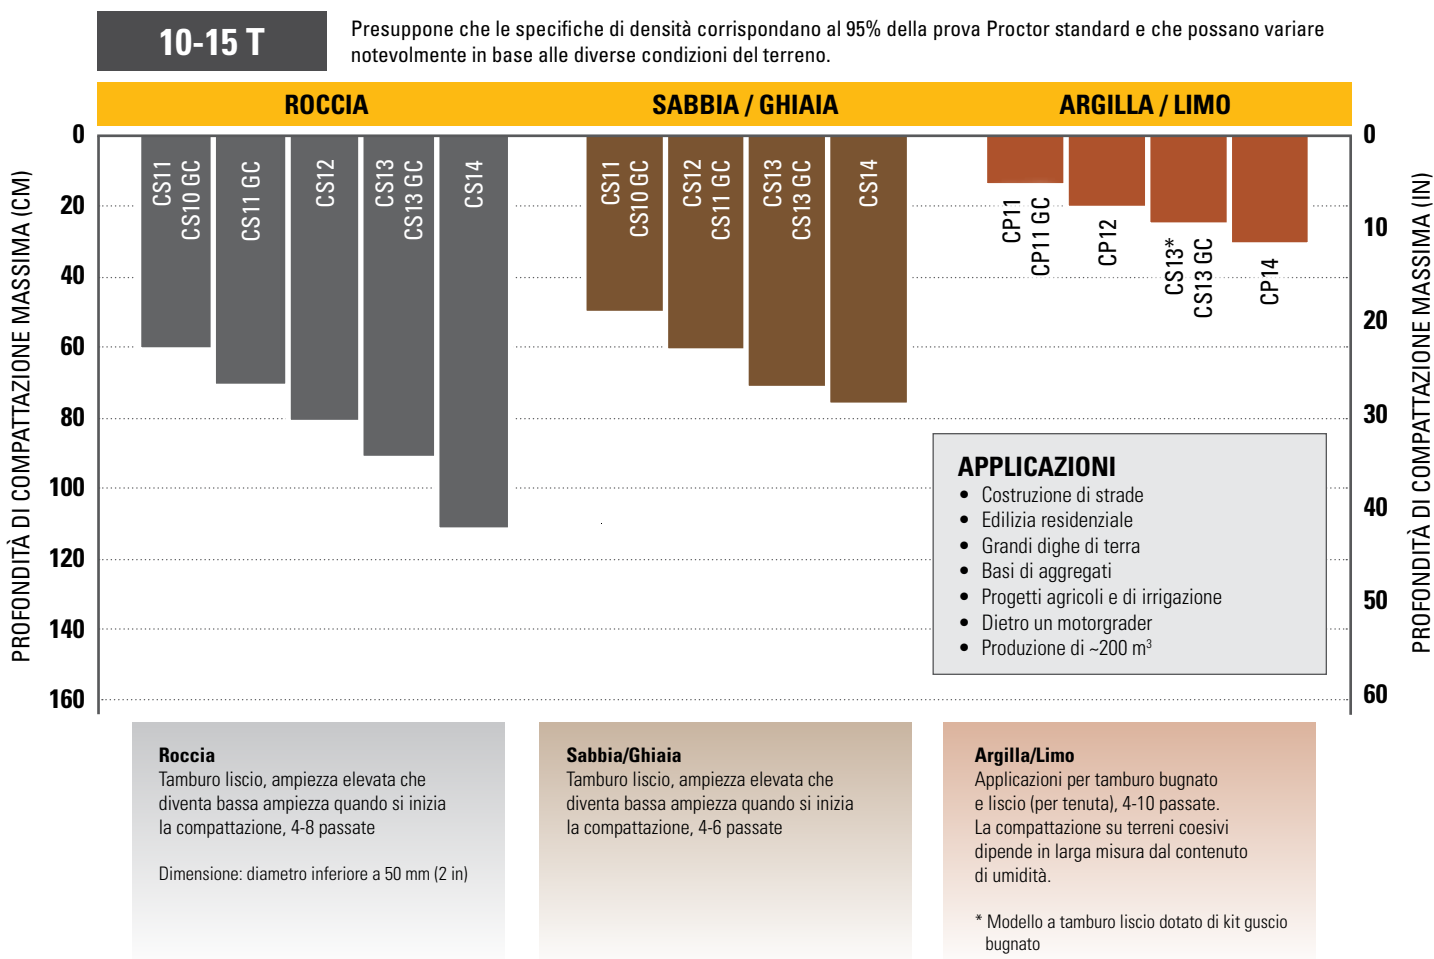 10-15 T
Presuppone che le specifiche di densità corrispondano al 95% della prova Proctor standard e che possano variare
notevolmente in base alle diverse condizioni del terreno.
ROCCIA
SABBIA / GHIAIA
ARGILLA / LIMO
PROFONDITÀ DI COMPATTAZIONE MASSIMA (CM)
0
20
40
60
80
100
120
140
160
CS11
CS10 GC
CS11 GC
CS12
CS13
CS13 GC
CS14
CS11
CS10 GC
CS12
CS11 GC
CS13
CS13 GC
CS14
CP11
CP11 GC
CP12
CS13*
CS13 GC
CP14
0
10
20
30
40
50
60
PROFONDITÀ DI COMPATTAZIONE MASSIMA (IN)
APPLICAZIONI
• Costruzione di strade
• Edilizia residenziale
• Grandi dighe di terra
• Basi di aggregati
• Progetti agricoli e di irrigazione
• Dietro un motorgrader
• Produzione di ~200 m³
Roccia
Tamburo liscio, ampiezza elevata che
diventa bassa ampiezza quando si inizia
la compattazione, 4-8 passate
Dimensione: diametro inferiore a 50 mm (2 in)
Sabbia/Ghiaia
Tamburo liscio, ampiezza elevata che
diventa bassa ampiezza quando si inizia
la compattazione, 4-6 passate
Argilla/Limo
Applicazioni per tamburo bugnato
e liscio (per tenuta), 4-10 passate.
La compattazione su terreni coesivi
dipende in larga misura dal contenuto
di umidità.
* Modello a tamburo liscio dotato di kit guscio
bugnato